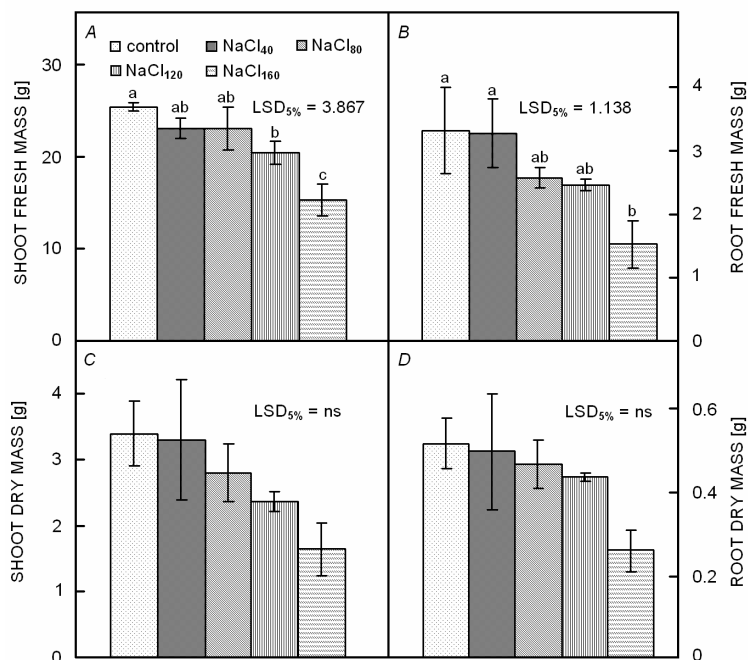 A
control NaCl₄₀ NaCl₈₀
NaCl₁₂₀ NaCl₁₆₀
LSD₅% = 3.867
a ab ab b c
SHOOT FRESH MASS [g]
30
20
10
0
B
LSD₅% = 1.138
a a ab ab b
ROOT FRESH MASS [g]
4
3
2
1
0
C
LSD₅% = ns
SHOOT DRY MASS [g]
4
3
2
1
0
D
LSD₅% = ns
ROOT DRY MASS [g]
0.6
0.4
0.2
0